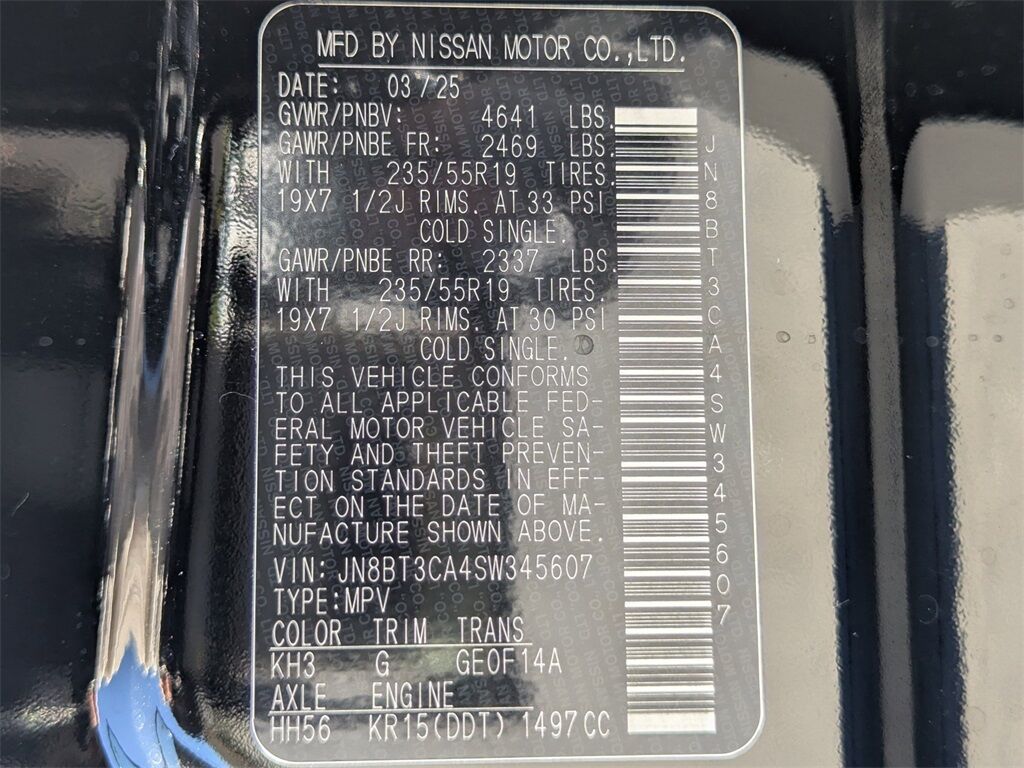 MFD BY NISSAN MOTOR CO.,LTD.
DATE: 03/25
GVWR/PNBV: 4641 LBS.
GAWR/PNBE FR: 2469 LBS.
WITH 235/55R19 TIRES.
19X7 1/2J RIMS. AT 33 PSI
COLD SINGLE.
GAWR/PNBE RR: 2337 LBS.
WITH 235/55R19 TIRES.
19X7 1/2J RIMS. AT 30 PSI
COLD SINGLE.
THIS VEHICLE CONFORMS
TO ALL APPLICABLE FED-
ERAL MOTOR VEHICLE SA-
FETY AND THEFT PREVEN-
TION STANDARDS IN EFF-
ECT ON THE DATE OF MA-
NUFACTURE SHOWN ABOVE.
VIN: JN8BT3CA4SW345607
TYPE:MPV
COLOR TRIM TRANS
KH3 G GE0F14A
AXLE ENGINE
HH56 KR15(DDT) 1497CC
JN8BT3CA4SW345607